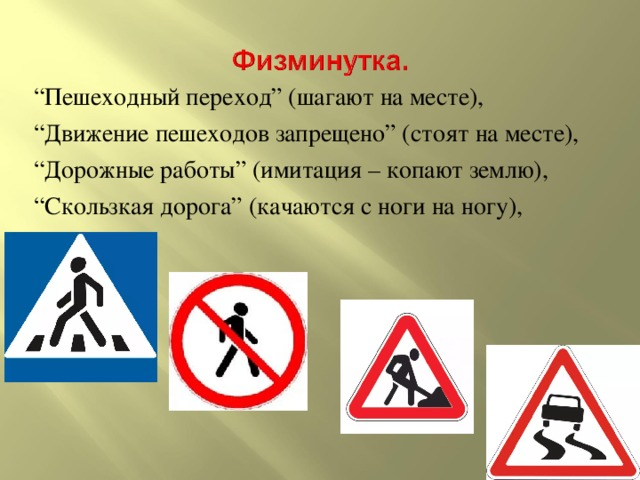 Физминутка.
“Пешеходный переход” (шагают на месте),
“Движение пешеходов запрещено” (стоят на месте),
“Дорожные работы” (имитация – копают землю),
“Скользкая дорога” (качаются с ноги на ногу),